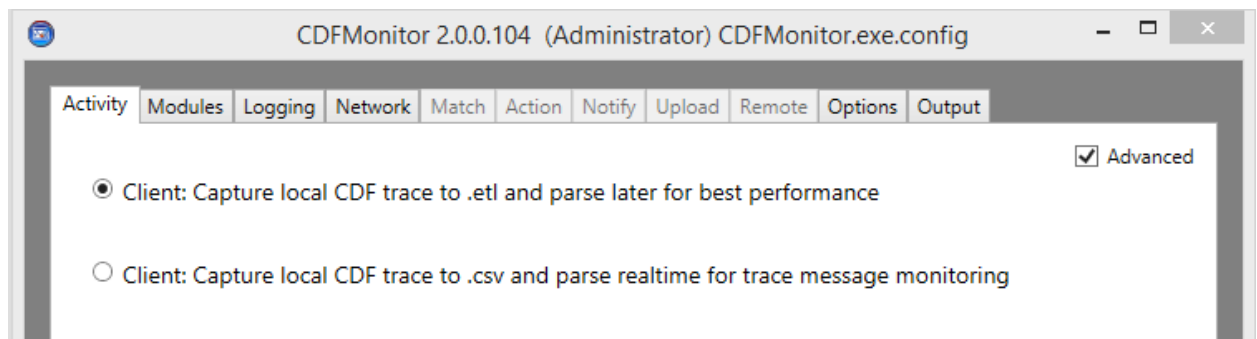 CDFMonitor 2.0.0.104 (Administrator) CDFMonitor.exe.config
Activity Modules Logging Network Match Action Notify Upload Remote Options Output
Advanced
Client: Capture local CDF trace to .etl and parse later for best performance
Client: Capture local CDF trace to .csv and parse realtime for trace message monitoring